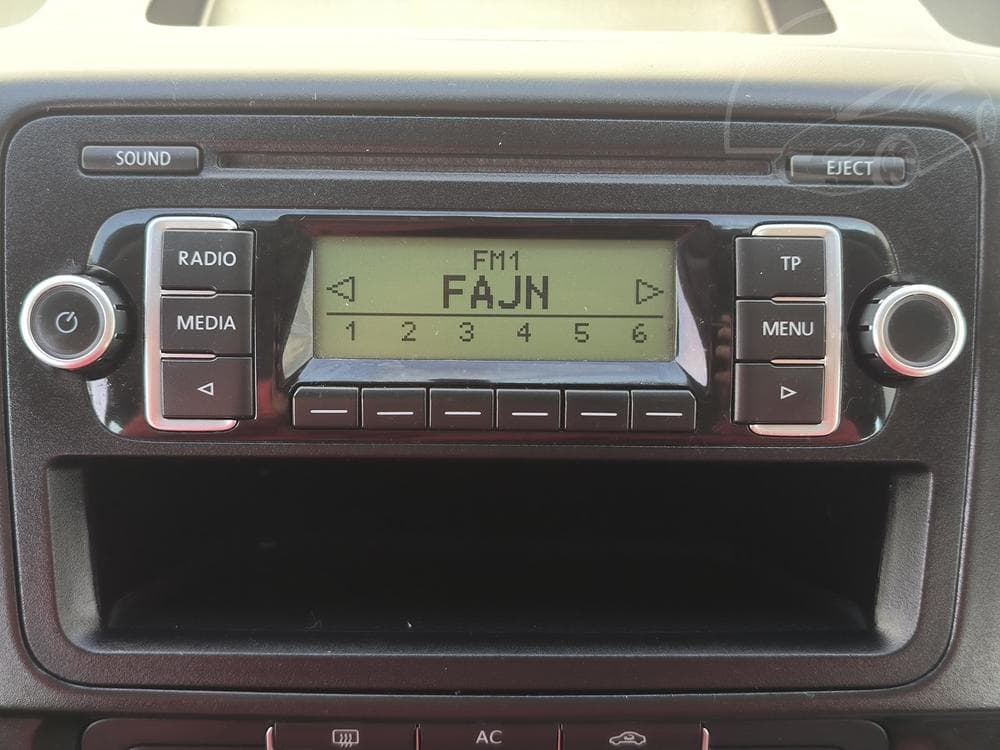 SOUND
EJECT
RADIO
FM1
TP
FAJN
MEDIA
1 2 3 4 5 6
MENU
AC